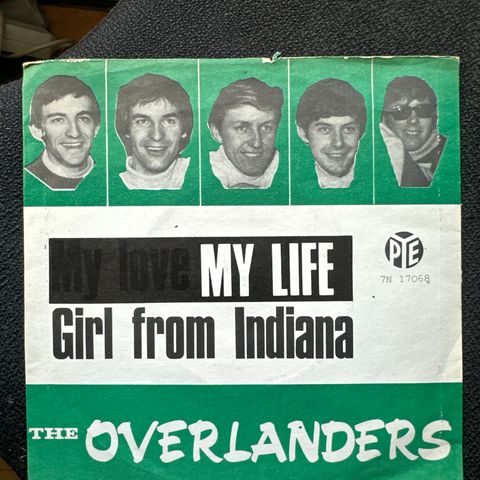 My love MY LIFE
PYE
7N 17068
Girl from Indiana
THE OVERLANDERS